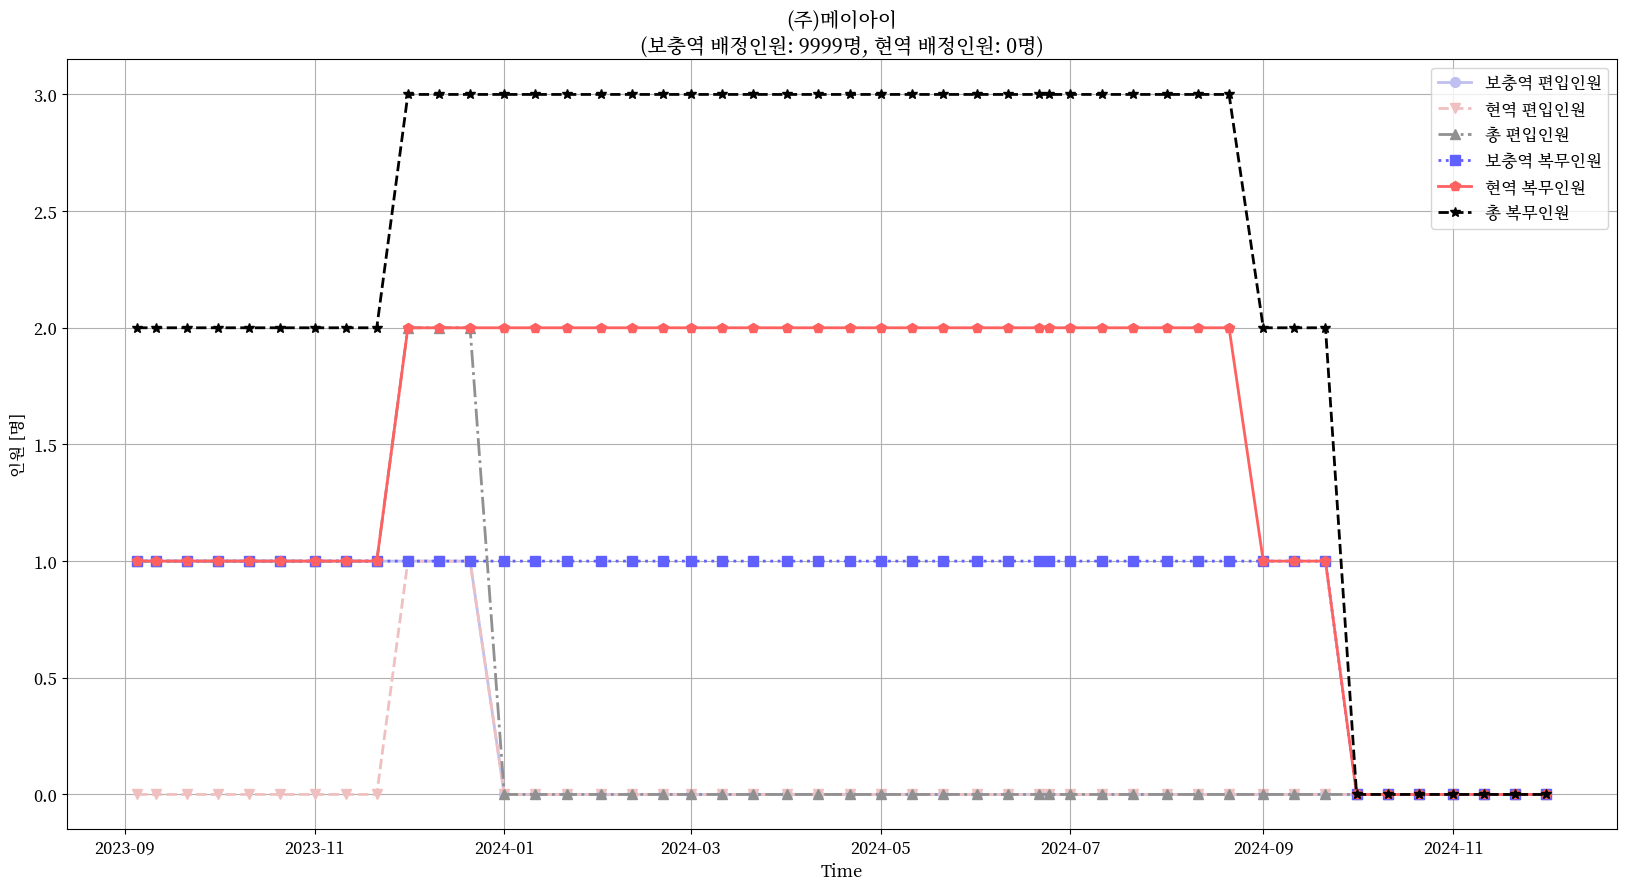 (주)메이아이
(보충역 배정인원: 9999명, 현역 배정인원: 0명)
보충역 편입인원
현역 편입인원
총 편입인원
보충역 복무인원
현역 복무인원
총 복무인원
인원 [명]
3.0
2.5
2.0
1.5
1.0
0.5
0.0
2023-09 2023-11 2024-01 2024-03 2024-05 2024-07 2024-09 2024-11
Time